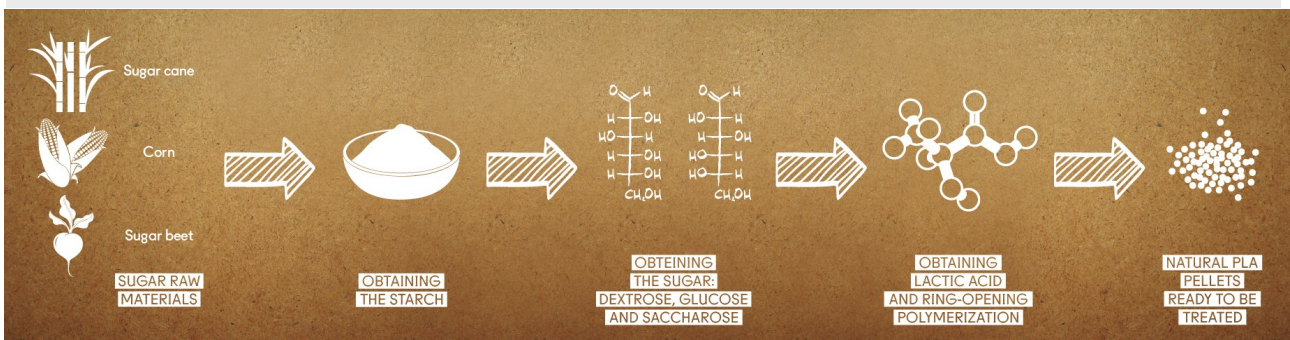 Sugar cane
Corn
Sugar beet
SUGAR RAW
MATERIALS
OBTAINING
THE STARCH
O H
H OH
HO H
H OH
H OH
CH₂OH
O H
HO H
H OH
HO H
HO H
CH₂OH
OBTEINING
THE SUGAR:
DEXTROSE, GLUCOSE
AND SACCHAROSE
OBTAINING
LACTIC ACID
AND RING-OPENING
POLYMERIZATION
NATURAL PLA
PELLETS
READY TO BE
TREATED